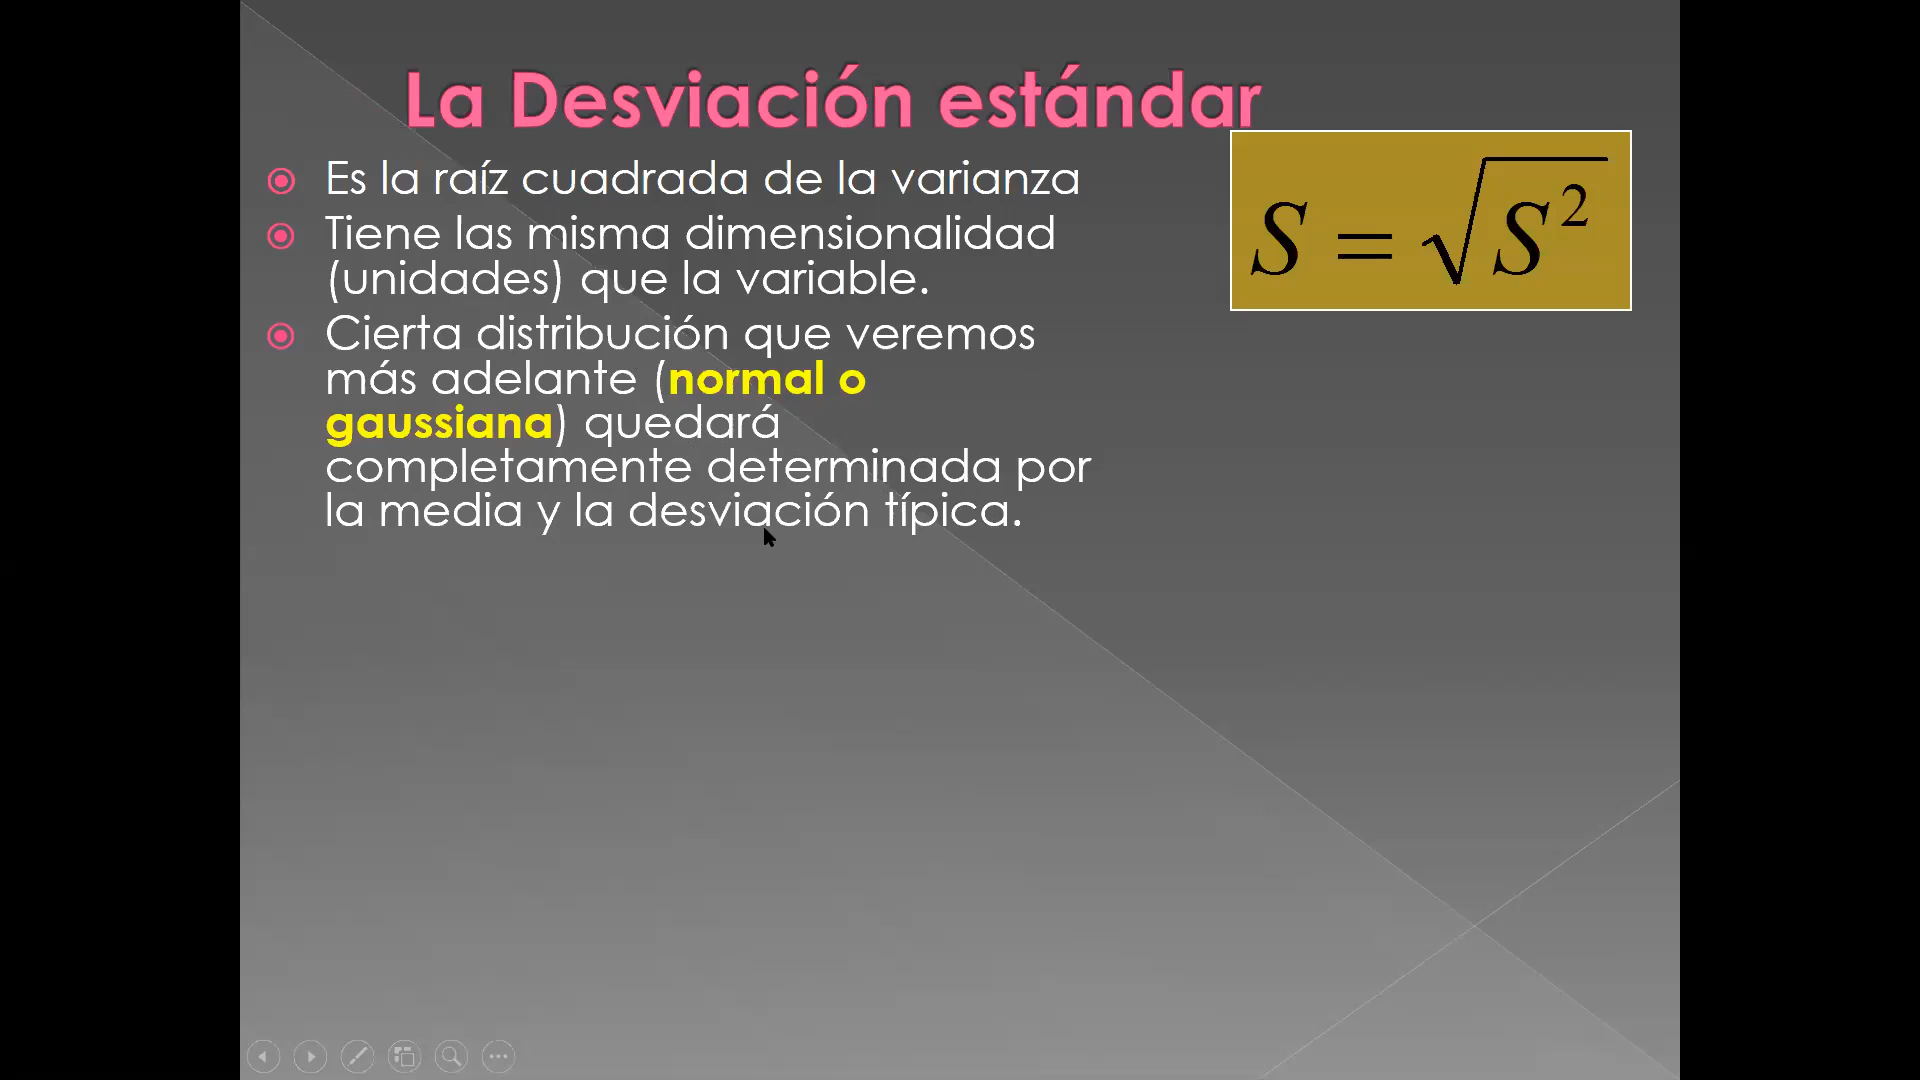 La Desviación estándar
Es la raíz cuadrada de la varianza
Tiene las misma dimensionalidad
(unidades) que la variable.
Cierta distribución que veremos
más adelante (normal o
gaussiana) quedará
completamente determinada por
la media y la desviación típica.
S = √S²